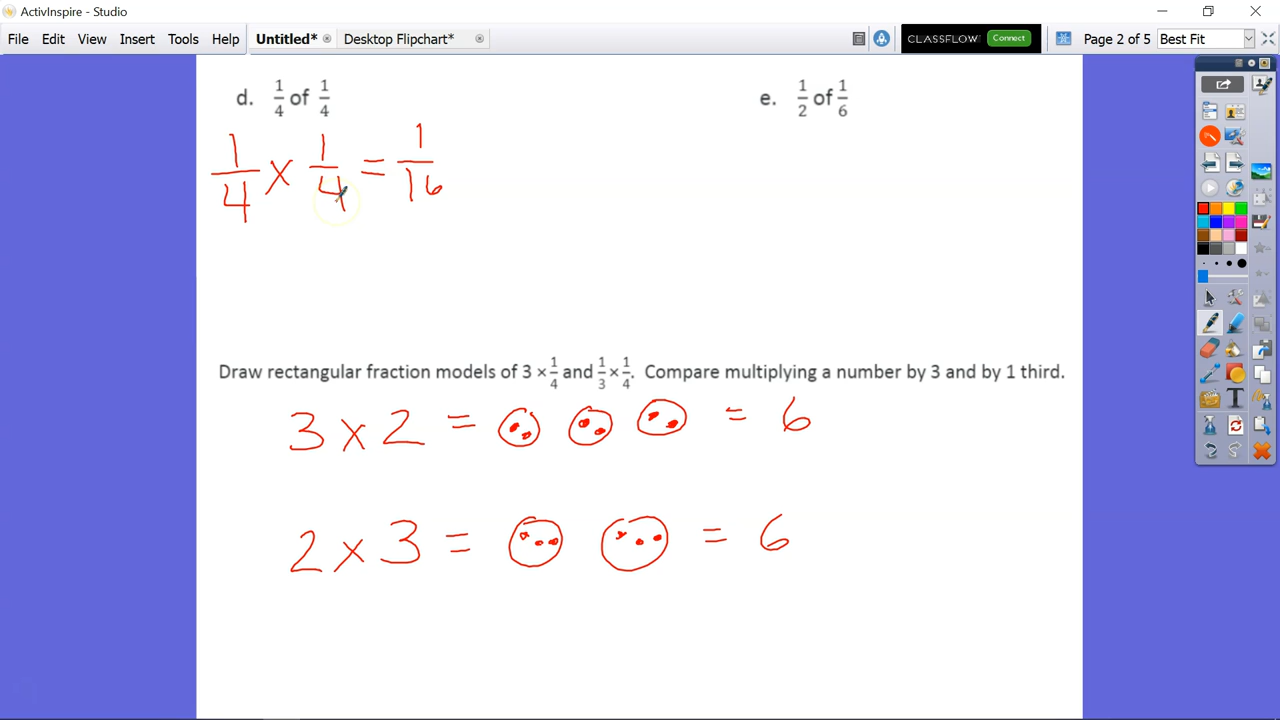 ActivInspire - Studio
File Edit View Insert Tools Help Untitled* Desktop Flipchart* CLASSFLOW Connect Page 2 of 5 Best Fit
d. 1/4 of 1/4
e. 1/2 of 1/6
1/4 x 1/4 = 1/16
Draw rectangular fraction models of 3 × 1/4 and 1/3 × 1/4. Compare multiplying a number by 3 and by 1 third.
3 x 2 = = 6
2 x 3 = = 6